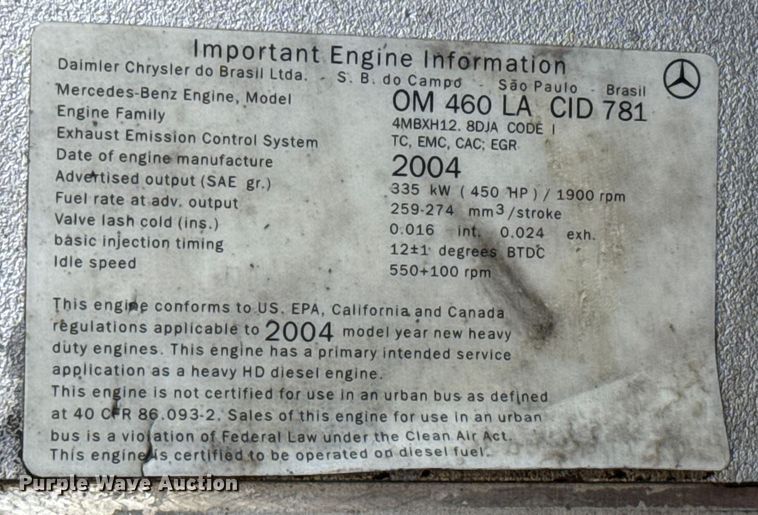 Important Engine Information
Daimler Chrysler do Brasil Ltda. - S. B. do Campo - São Paulo - Brasil
Mercedes-Benz Engine, Model OM 460 LA CID 781
Engine Family 4MBXH12. 8DJA CODE I
Exhaust Emission Control System TC, EMC, CAC; EGR
Date of engine manufacture 2004
Advertised output (SAE gr.) 335 kW ( 450 HP ) / 1900 rpm
Fuel rate at adv. output 259-274 mm3/stroke
Valve lash cold (ins.) 0.016 int. 0.024 exh.
basic injection timing 12±1 degrees BTDC
Idle speed 550+100 rpm
This engine conforms to US. EPA, California and Canada
regulations applicable to 2004 model year new heavy
duty engines. This engine has a primary intended service
application as a heavy HD diesel engine.
This engine is not certified for use in an urban bus as defined
at 40 CFR 86.093-2. Sales of this engine for use in an urban
bus is a violation of Federal Law under the Clean Air Act.
This engine is certified to be operated on diesel fuel.
Purple Wave Auction